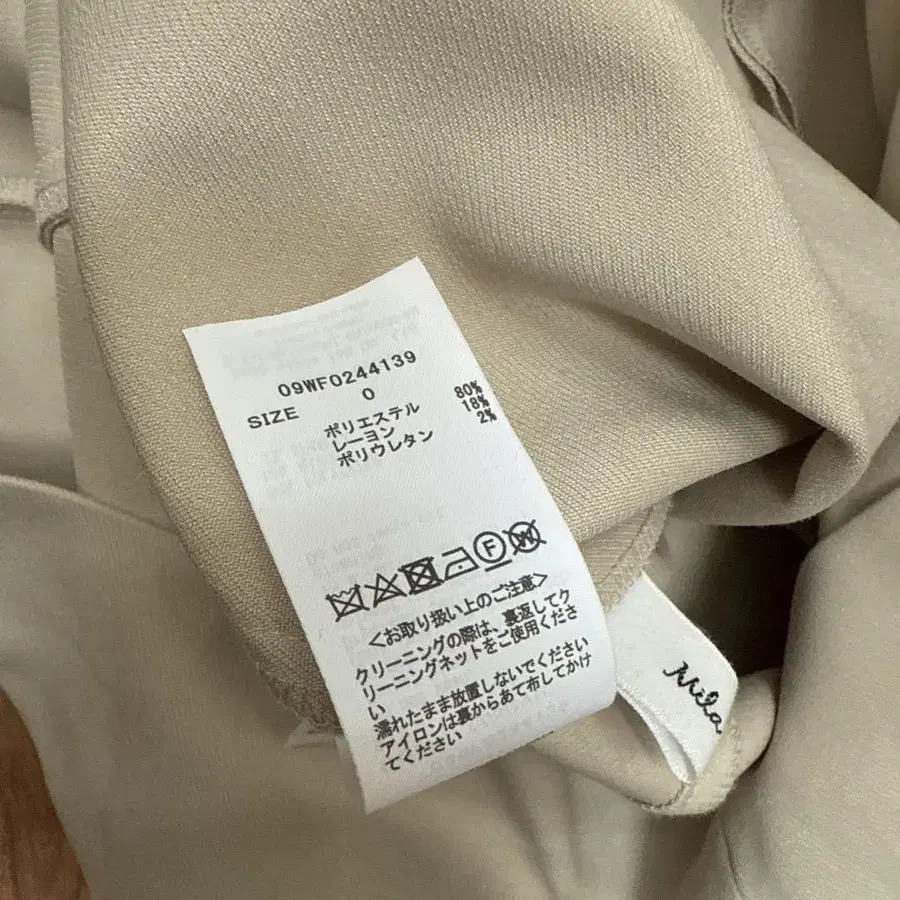 09WF0244139
SIZE 0
ポリエステル 80%
レーヨン 18%
ポリウレタン 2%
F W
<お取り扱い上のご注意>
クリーニングの際は、裏返してク
リーニングネットをご使用くださ
い
濡れたまま放置しないでください
アイロンは裏からあて布してかけ
てください
Mila